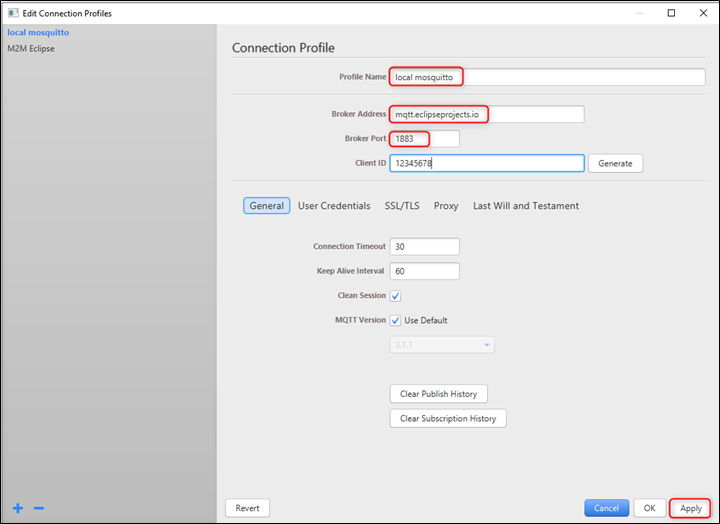 Edit Connection Profiles
local mosquitto
M2M Eclipse
Connection Profile
Profile Name local mosquitto
Broker Address mqtt.eclipseprojects.io
Broker Port 1883
Client ID 12345678 Generate
General User Credentials SSL/TLS Proxy Last Will and Testament
Connection Timeout 30
Keep Alive Interval 60
Clean Session
MQTT Version Use Default
3.1.1
Clear Publish History
Clear Subscription History
Revert Cancel OK Apply